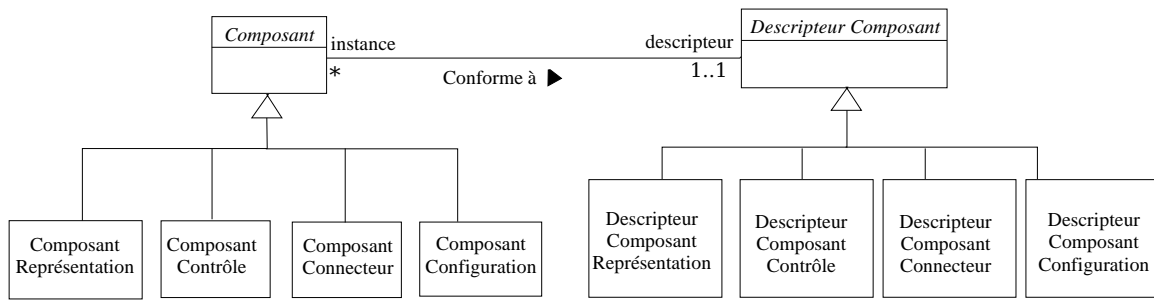 Composant
instance
*
Conforme à
descripteur
1..1
Descripteur Composant
Composant
Représentation
Composant
Contrôle
Composant
Connecteur
Composant
Configuration
Descripteur
Composant
Représentation
Descripteur
Composant
Contrôle
Descripteur
Composant
Connecteur
Descripteur
Composant
Configuration